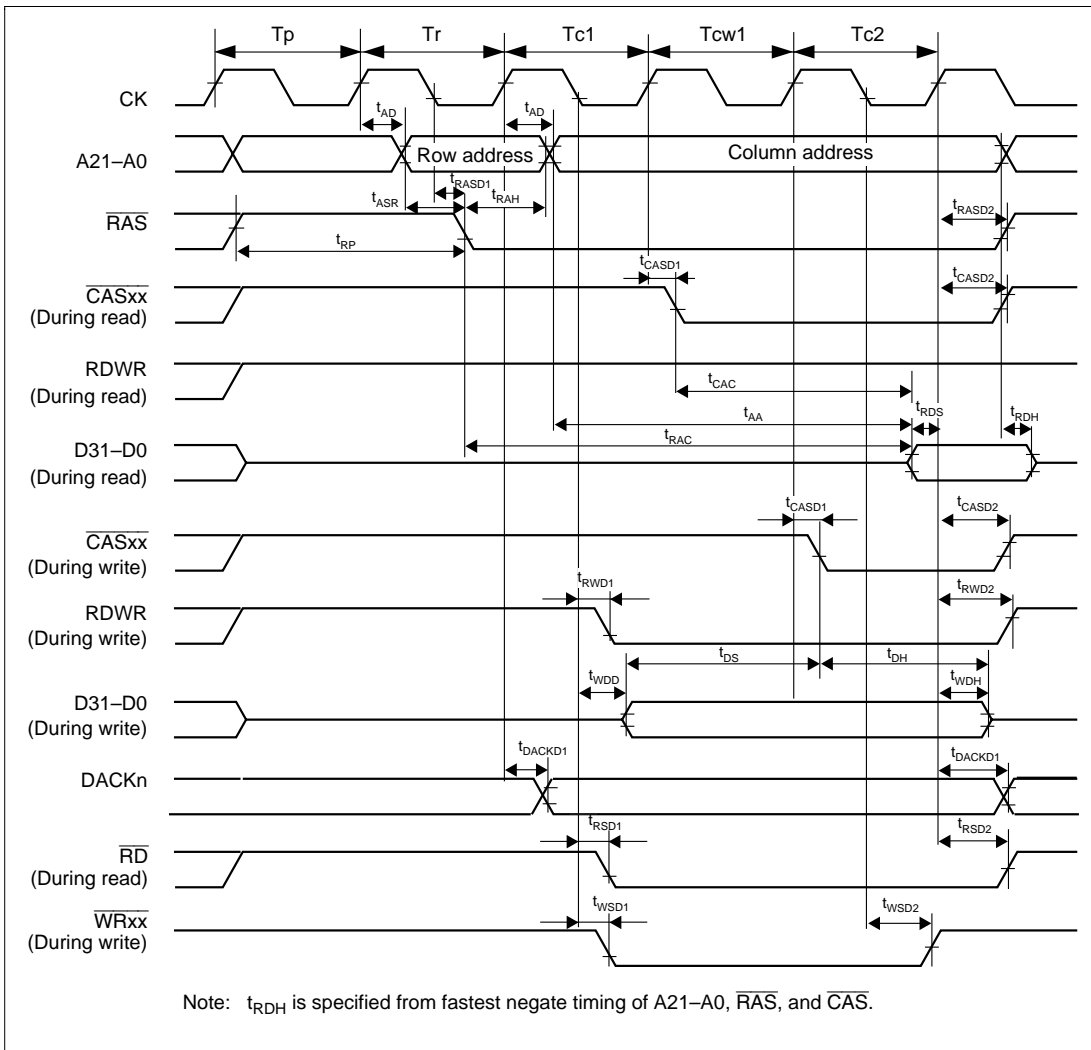 Tp Tr Tc1 Tcw1 Tc2
CK
tAD tAD
A21–A0 Row address Column address
tRASD1
tASR tRAH
RAS tRASD2
tRP
tCASD1 tCASD2
CASxx
(During read)
RDWR
(During read)
tCAC
tRDS
tAA tRDH
tRAC
D31–D0
(During read)
tCASD1 tCASD2
CASxx
(During write)
tRWD1 tRWD2
RDWR
(During write)
tDS tDH
tWDD tWDH
D31–D0
(During write)
tDACKD1 tDACKD1
DACKn
tRSD1 tRSD2
RD
(During read)
tWSD1 tWSD2
WRxx
(During write)
Note: tRDH is specified from fastest negate timing of A21–A0, RAS, and CAS.